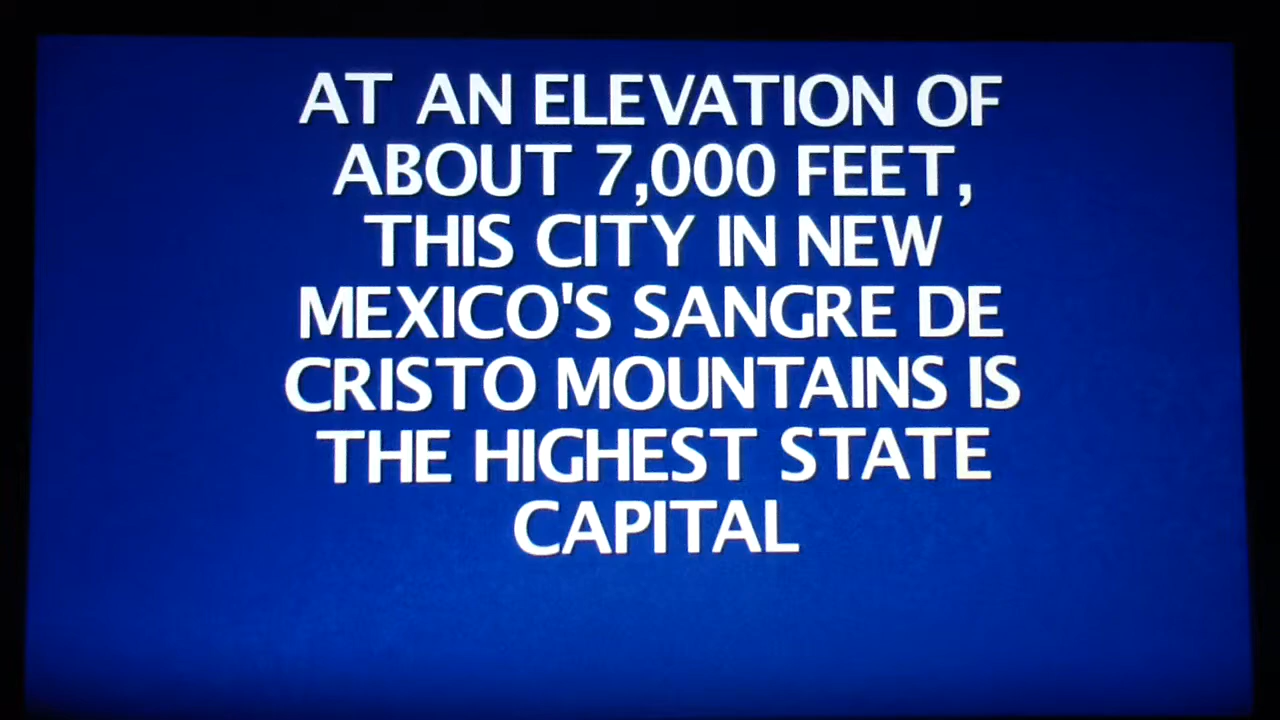 AT AN ELEVATION OF
ABOUT 7,000 FEET,
THIS CITY IN NEW
MEXICO'S SANGRE DE
CRISTO MOUNTAINS IS
THE HIGHEST STATE
CAPITAL